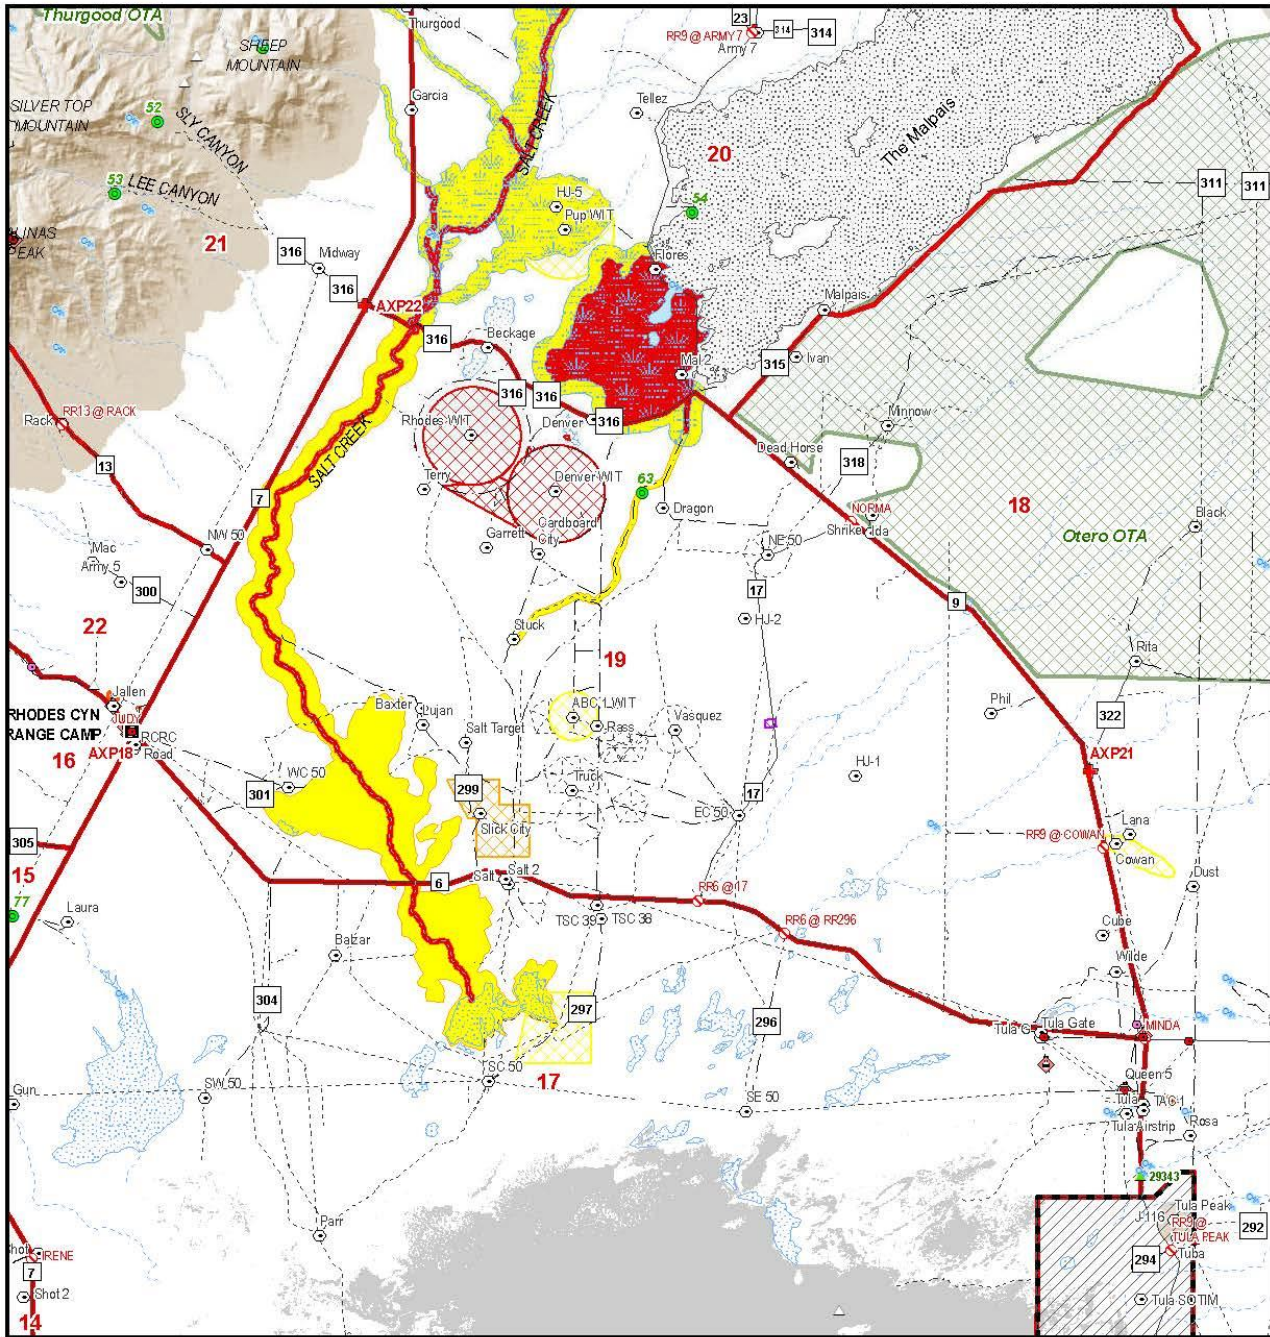 Thurgood OTA
Thurgood
23
314
314
RR9 @ ARMY 7
Army 7
SHEEP
MOUNTAIN
SILVER TOP
MOUNTAIN
52
SLY CANYON
Garcia
SALT CREEK
Tellez
The Malpais
20
53
LEE CANYON
HJ-5
Pup WIT
54
311
311
21
316
Midway
316
AXP22
Flores
Malpais
316
Beckage
Mal 2
315
Ivan
316
316
316
Denver
Rhodes WIT
Minnow
Rack
RR13 @ RACK
13
SALT CREEK
Terry
Denver WIT
63
Dead Horse
318
7
Dragon
NORMA
Shriker
Ida
18
Black
Otero OTA
Cardboard
City
Garrett
NW 50
NE 50
Mac
Army 5
300
17
9
HJ-2
22
Stuck
19
Rita
Jallen
RHODES CYN
RANGE CAMP
JUDY
RCRC
Road
AXP18
16
Baxter
Lujan
ABC 1 WIT
Rass
Vasquez
Phil
322
Salt Target
AXP21
WC 50
301
299
Truck
17
HJ-1
Slick City
EC 50
Lana
RR9 @ COWAN
Cowan
305
15
6
Salt
Salt 2
RR6 @ 17
Dust
77
Laura
TSC 39
TSC 38
RR6 @ RR296
Cube
Balzar
Wilde
304
297
296
Tula G
Tula Gate
MINDA
SC 50
17
Queen 5
Gun
SW 50
SE 50
Tula
TAC-1
Tula Airstrip
Rosa
29343
Parr
J-116
Tula Peak
RR9 @
TULA PEAK
292
294
Tuba
IRENE
7
Shot 2
14